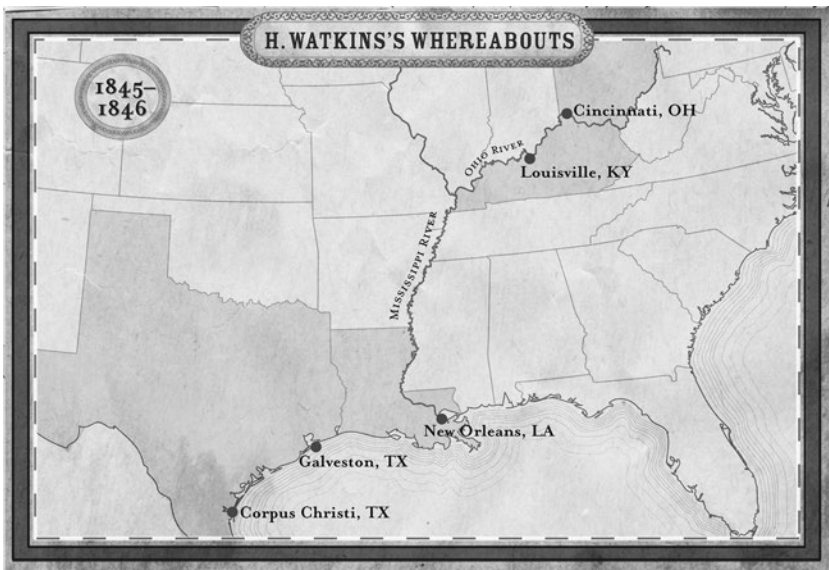 H. WATKINS'S WHEREABOUTS
1845–
1846
Cincinnati, OH
OHIO RIVER
Louisville, KY
MISSISSIPPI RIVER
New Orleans, LA
Galveston, TX
Corpus Christi, TX